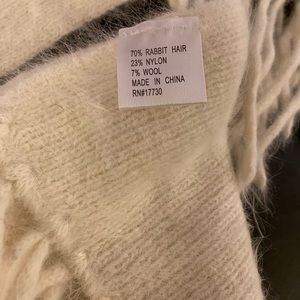 70% RABBIT HAIR
23% NYLON
7% WOOL
MADE IN CHINA
RN#17730